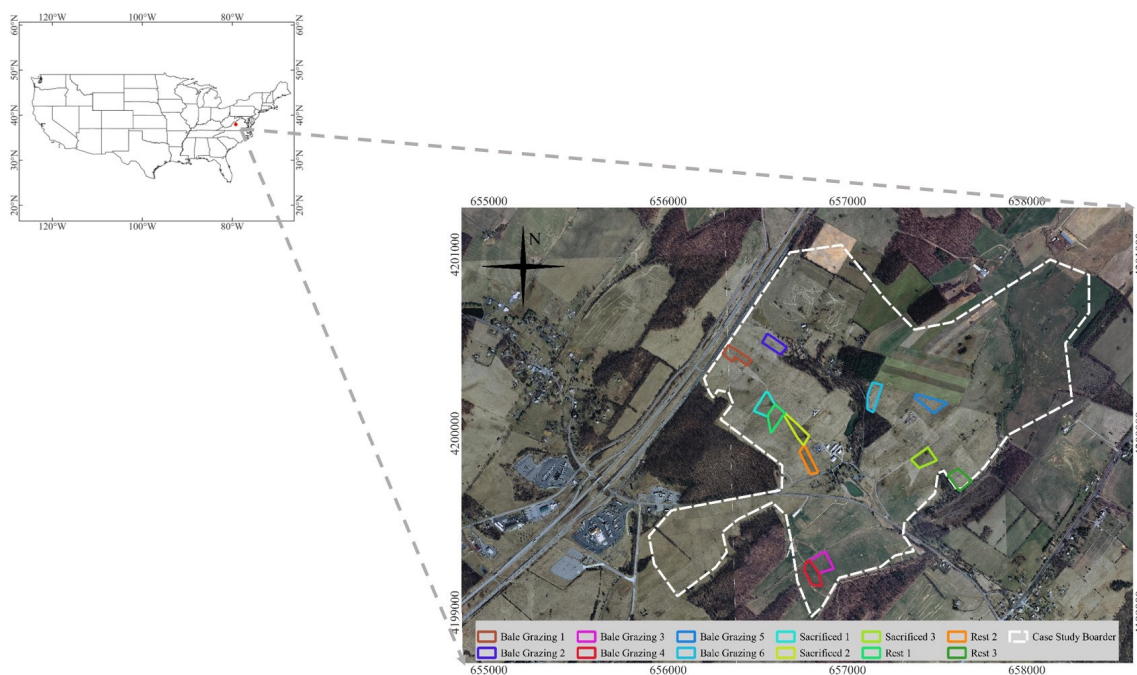 120°W 100°W 80°W
60°N 60°N
50°N 50°N
40°N 40°N
30°N 30°N
20°N 20°N
120°W 100°W 80°W
655000 656000 657000 658000
4201000
N
4200000
4199000
Bale Grazing 1 Bale Grazing 3 Bale Grazing 5 Sacrificed 1 Sacrificed 3 Rest 2 Case Study Boarder
Bale Grazing 2 Bale Grazing 4 Bale Grazing 6 Sacrificed 2 Rest 1 Rest 3
655000 656000 657000 658000